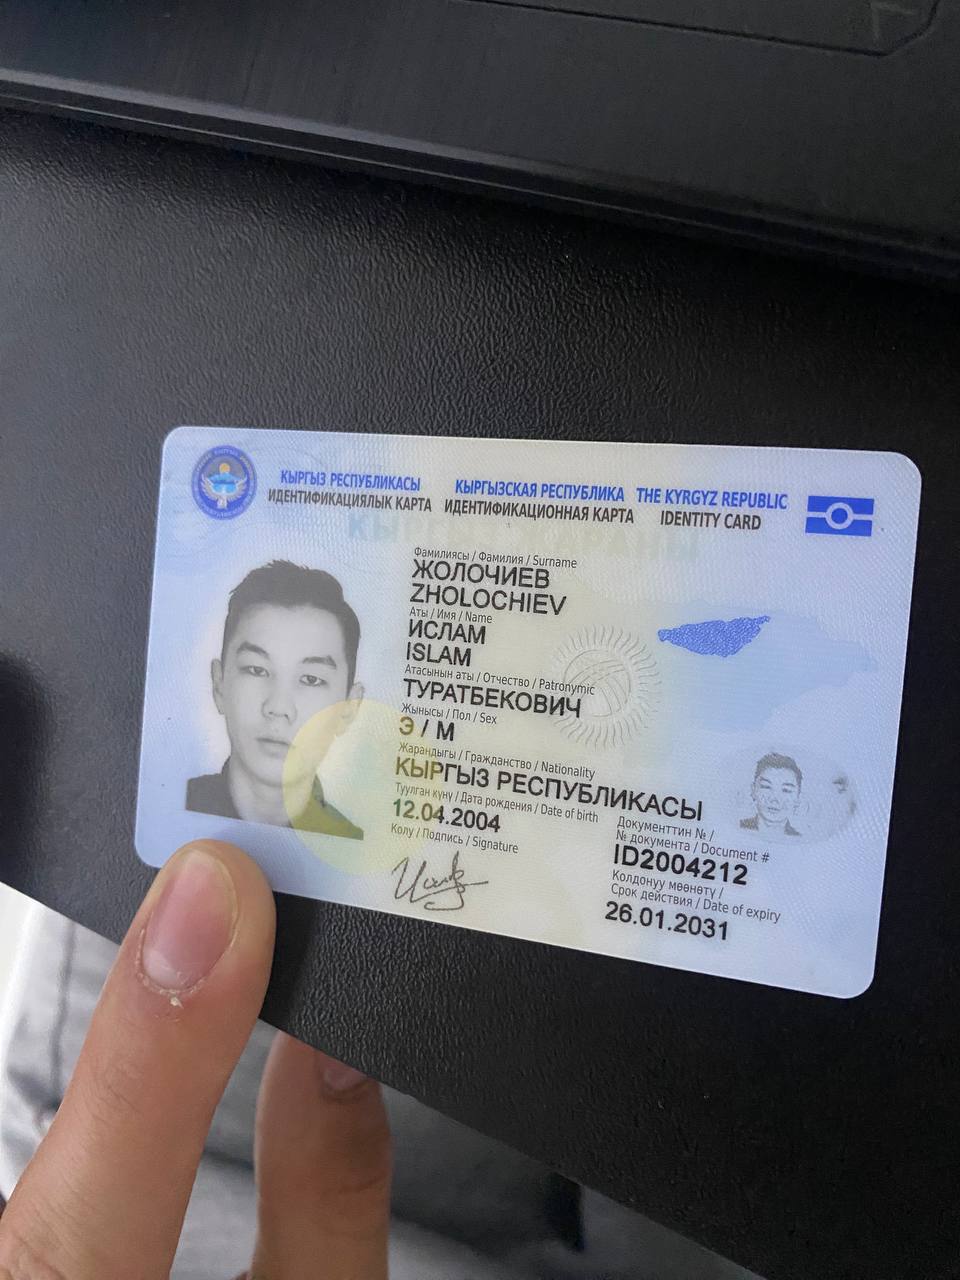 КЫРГЫЗ РЕСПУБЛИКАСЫ КЫРГЫЗСКАЯ РЕСПУБЛИКА THE KYRGYZ REPUBLIC
ИДЕНТИФИКАЦИЯЛЫК КАРТА ИДЕНТИФИКАЦИОННАЯ КАРТА IDENTITY CARD
Фамилиясы / Фамилия / Surname
ЖОЛОЧИЕВ
ZHOLOCHIEV
Аты / Имя / Name
ИСЛАМ
ISLAM
Атасынын аты / Отчество / Patronymic
ТУРАТБЕКОВИЧ
Жынысы / Пол / Sex
Э / М
Жарандыгы / Гражданство / Nationality
КЫРГЫЗ РЕСПУБЛИКАСЫ
Туулган күнү / Дата рождения / Date of birth
12.04.2004
Колу / Подпись / Signature
Документтин № /
№ документа / Document #
ID2004212
Колдонуу мөөнөтү /
Срок действия / Date of expiry
26.01.2031